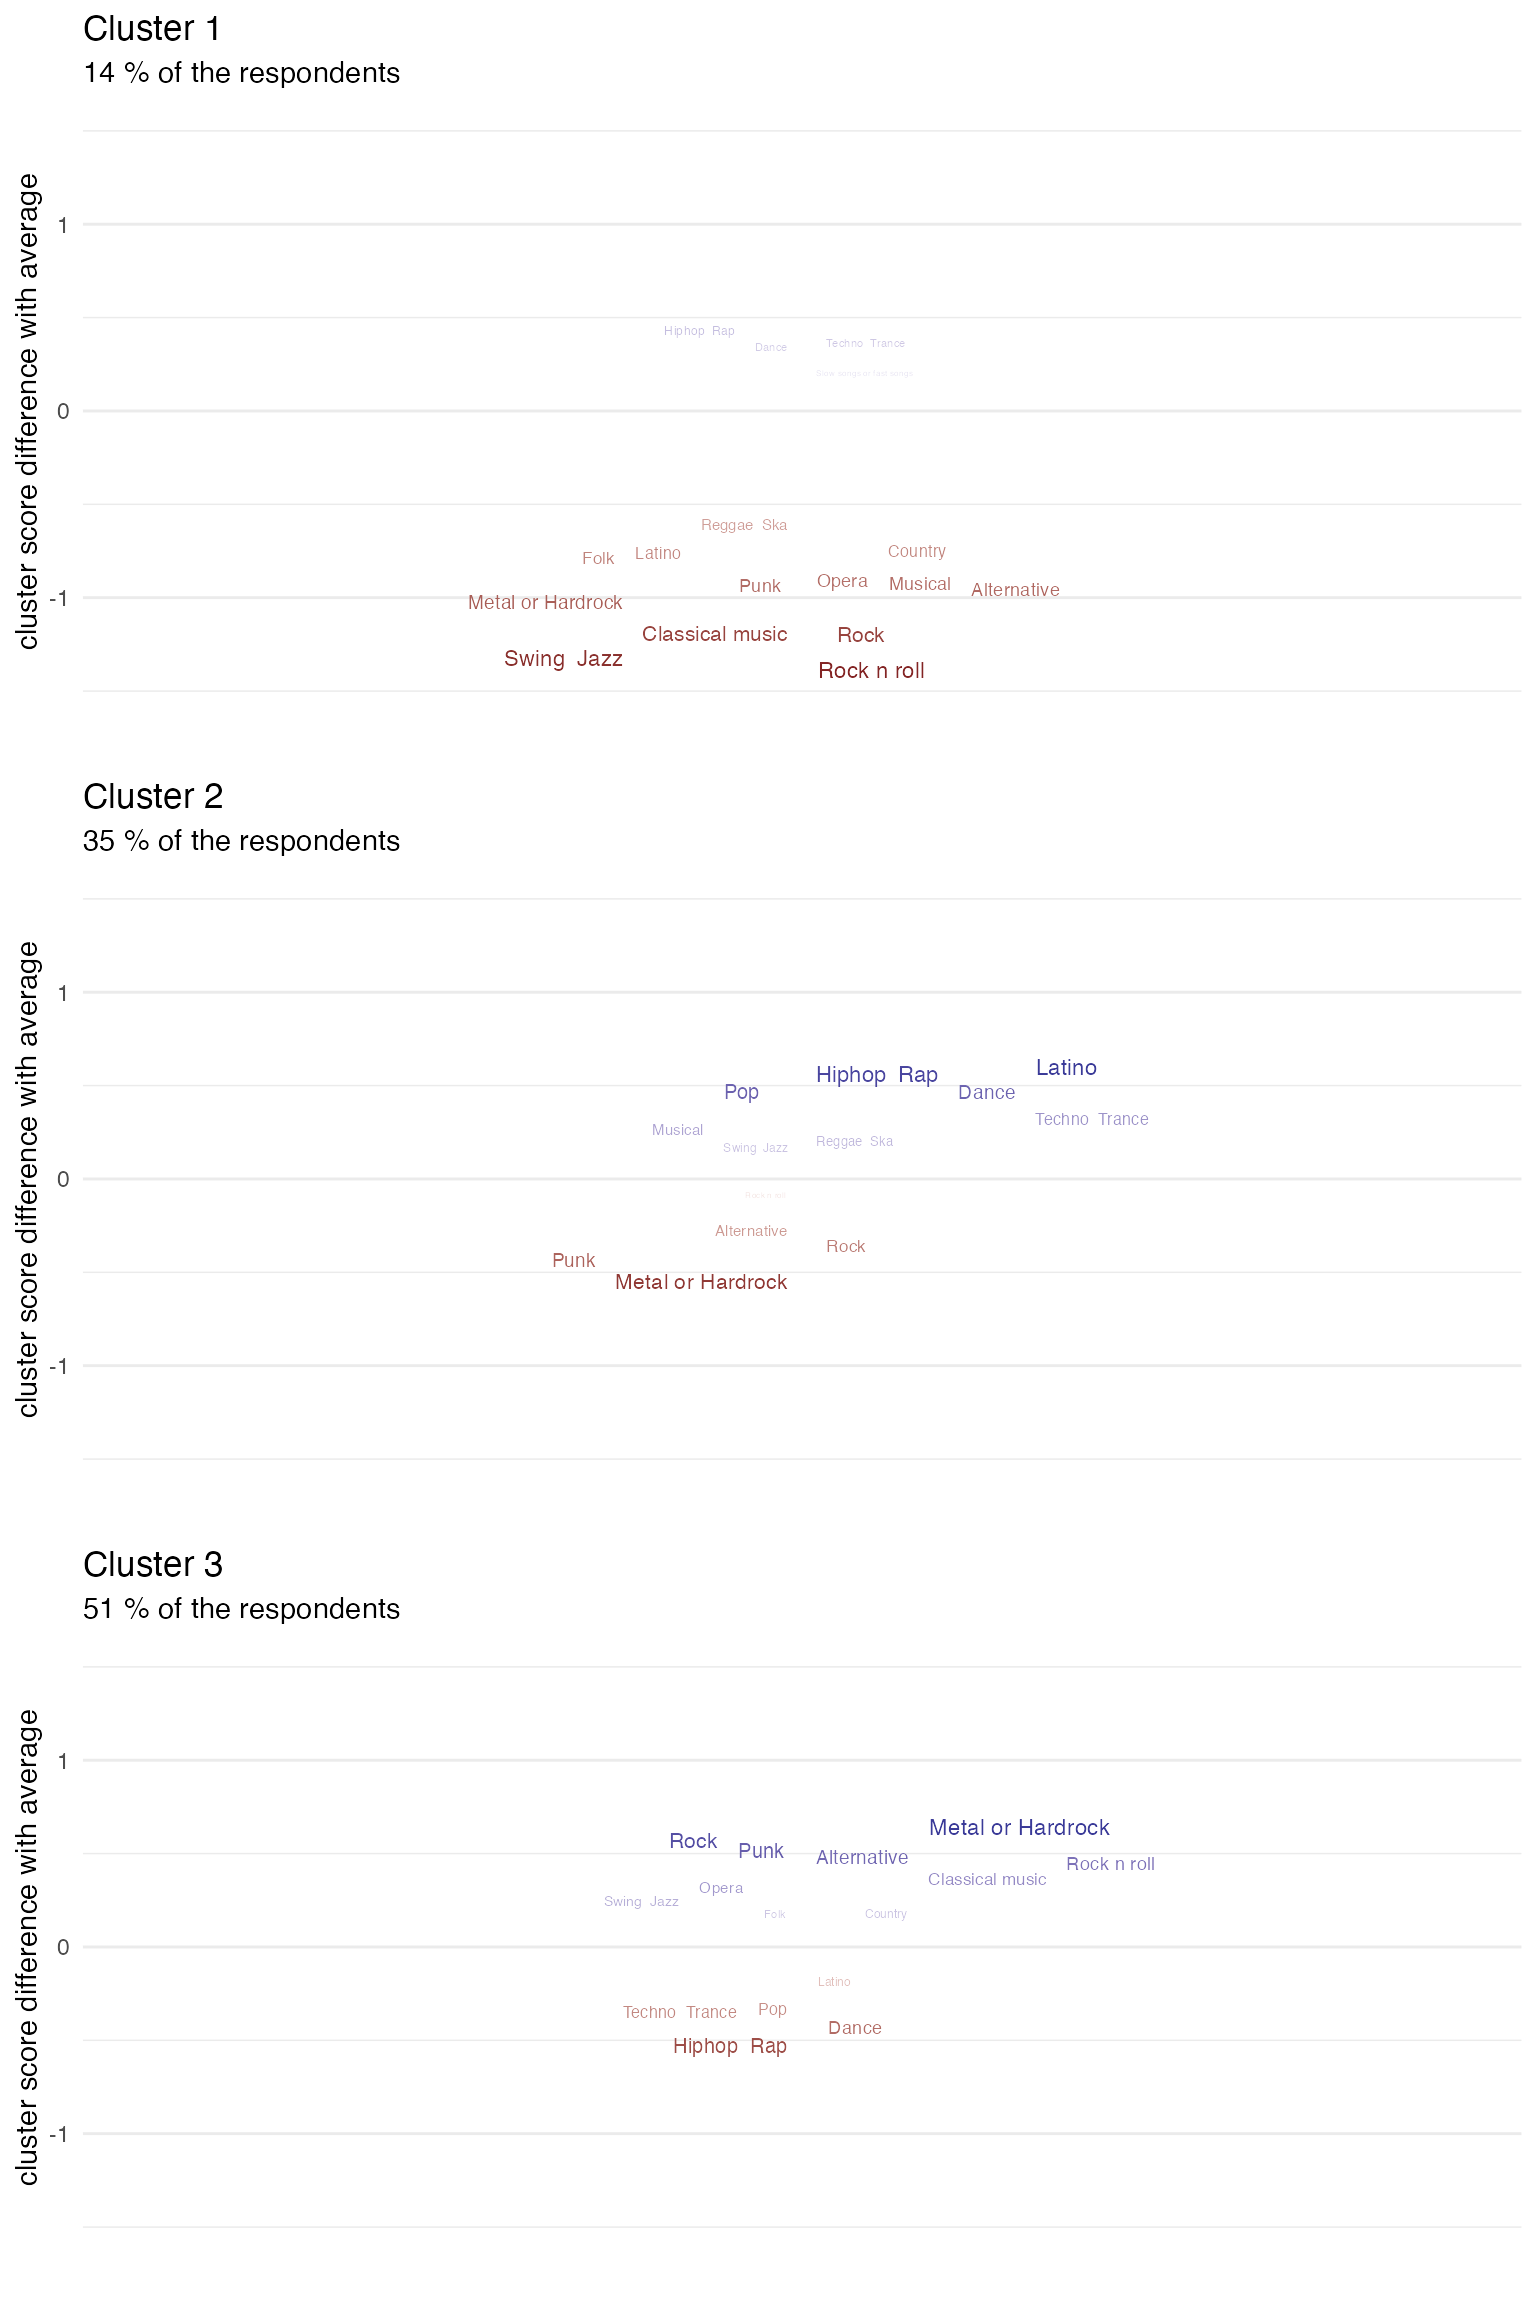 Cluster 1
14 % of the respondents
cluster score difference with average
1
Hiphop Rap
Techno Trance
Dance
Slow songs or fast songs
0
Reggae Ska
Country
Latino
Folk
Opera
Musical
Punk
Alternative
-1
Metal or Hardrock
Classical music
Rock
Swing Jazz
Rock n roll
Cluster 2
35 % of the respondents
cluster score difference with average
1
Latino
Hiphop Rap
Pop
Dance
Techno Trance
Musical
Reggae Ska
Swing Jazz
0
Rock n roll
Alternative
Rock
Punk
Metal or Hardrock
-1
Cluster 3
51 % of the respondents
cluster score difference with average
1
Metal or Hardrock
Rock
Punk
Alternative
Rock n roll
Classical music
Opera
Swing Jazz
Folk
Country
0
Latino
Pop
Techno Trance
Dance
Hiphop Rap
-1